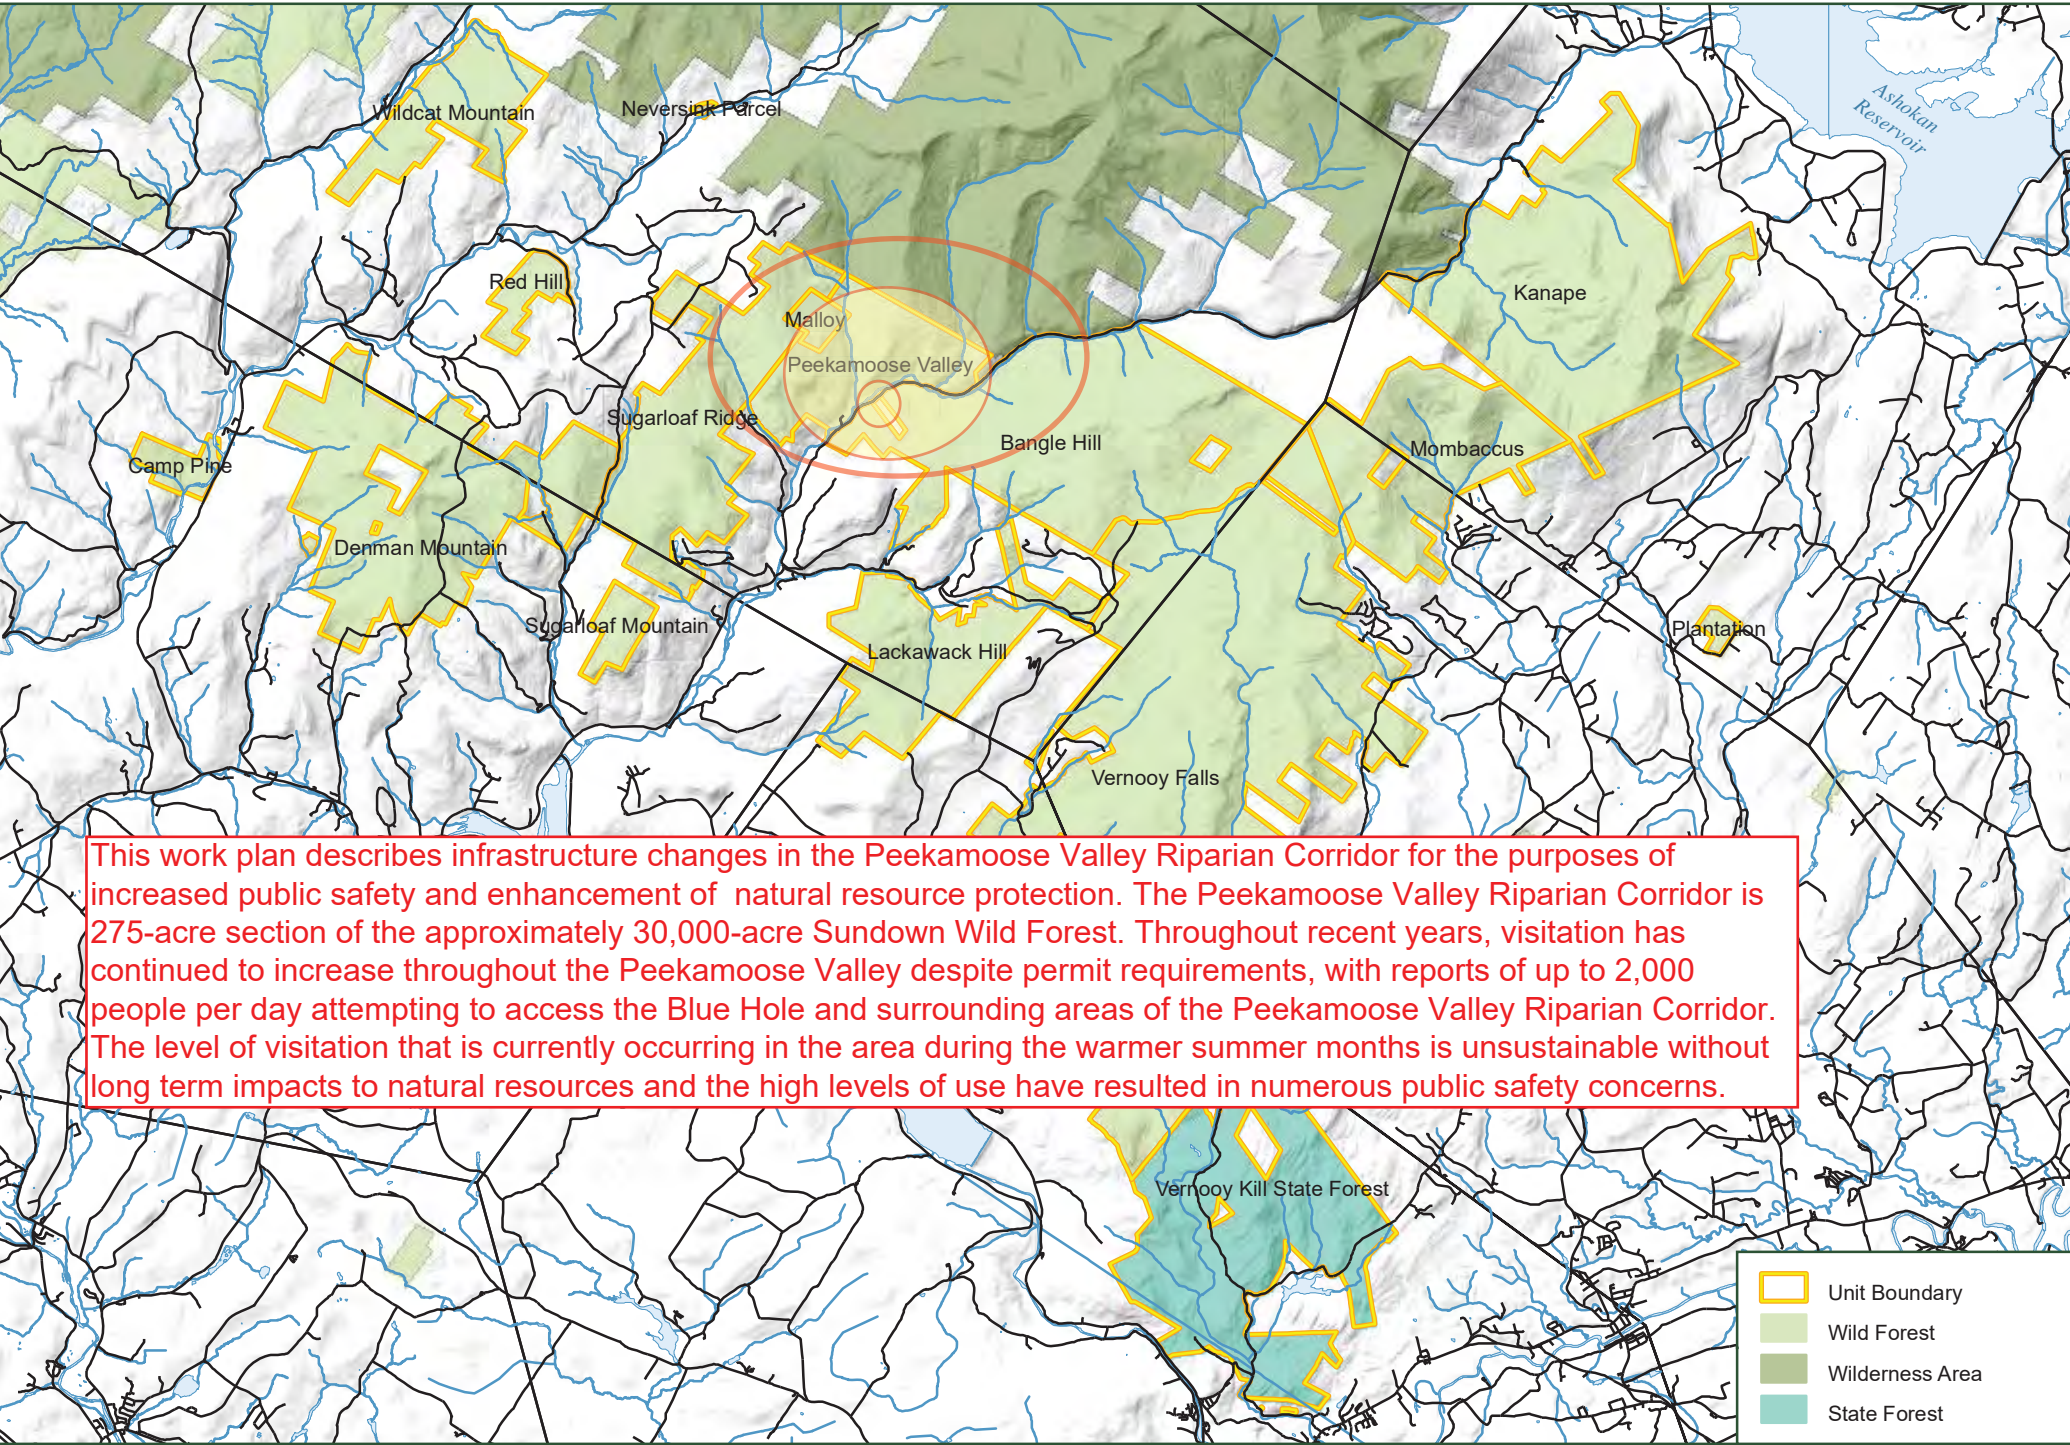 Ashokan
Reservoir
Wildcat Mountain
Neversink Parcel
Red Hill
Kanape
Malloy
Peekamoose Valley
Sugarloaf Ridge
Bangle Hill
Mombaccus
Camp Pine
Denman Mountain
Sugarloaf Mountain
Plantation
Lackawack Hill
Vernooy Falls
This work plan describes infrastructure changes in the Peekamoose Valley Riparian Corridor for the purposes of
increased public safety and enhancement of  natural resource protection. The Peekamoose Valley Riparian Corridor is
275-acre section of the approximately 30,000-acre Sundown Wild Forest. Throughout recent years, visitation has
continued to increase throughout the Peekamoose Valley despite permit requirements, with reports of up to 2,000
people per day attempting to access the Blue Hole and surrounding areas of the Peekamoose Valley Riparian Corridor.
The level of visitation that is currently occurring in the area during the warmer summer months is unsustainable without
long term impacts to natural resources and the high levels of use have resulted in numerous public safety concerns.
Vernooy Kill State Forest
Unit Boundary
Wild Forest
Wilderness Area
State Forest